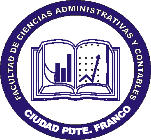 FACULTAD DE CIENCIAS ADMINISTRATIVAS Y CONTABLES
CIUDAD PDTE. FRANCO